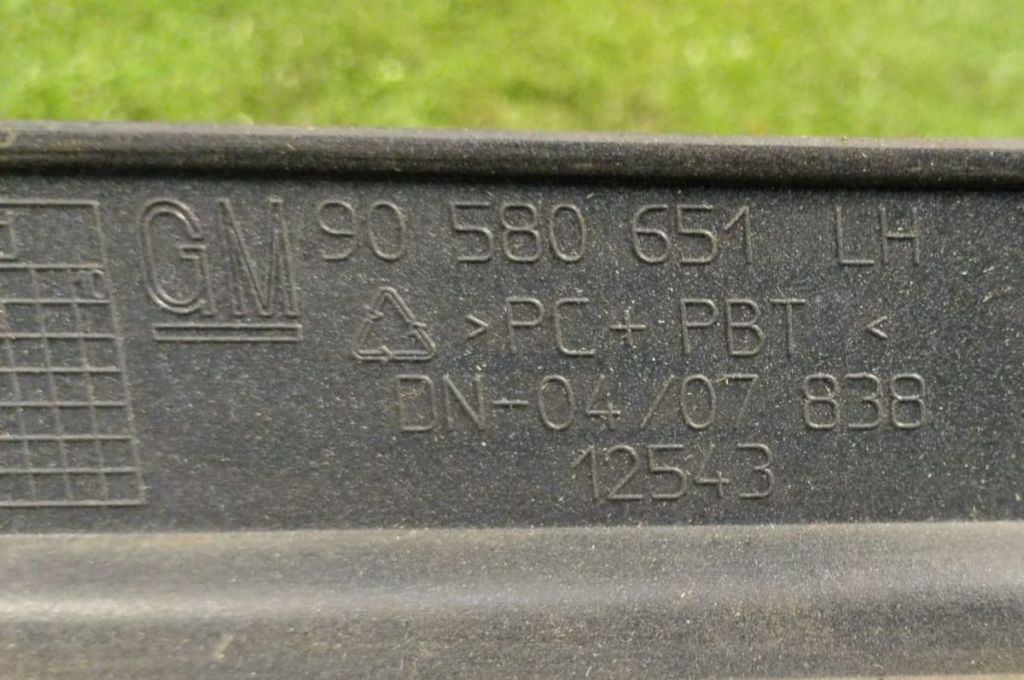 GM 90 580 651 LH
>PC+PBT<
DN-04/07 838
12543